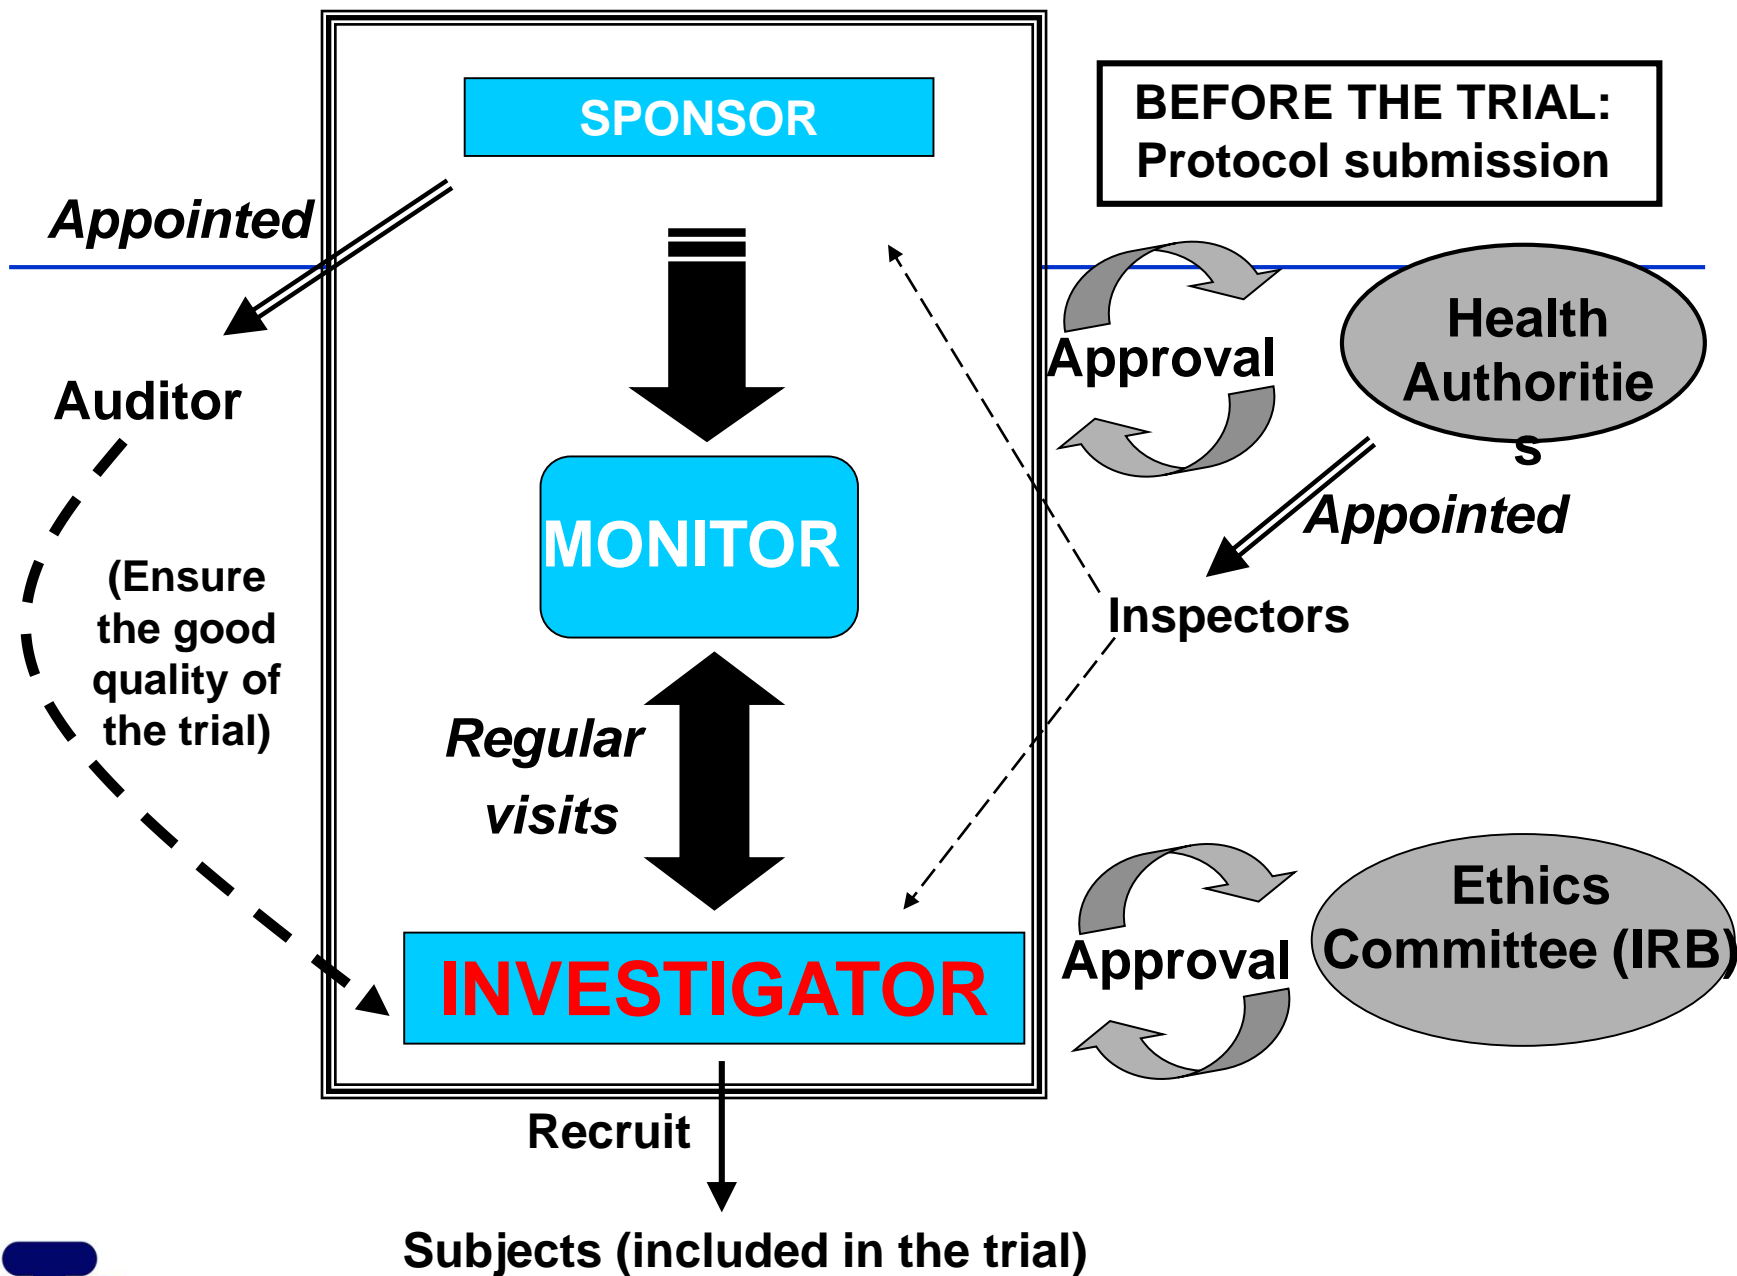 SPONSOR
BEFORE THE TRIAL:
Protocol submission
Appointed
Health
Authoritie
s
Approval
Auditor
Appointed
MONITOR
(Ensure
the good
quality of
the trial)
Inspectors
Regular
visits
Ethics
Committee (IRB)
Approval
INVESTIGATOR
Recruit
Subjects (included in the trial)